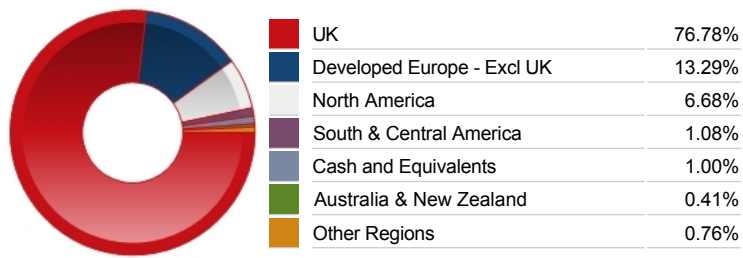 UK 76.78%
Developed Europe - Excl UK 13.29%
North America 6.68%
South & Central America 1.08%
Cash and Equivalents 1.00%
Australia & New Zealand 0.41%
Other Regions 0.76%